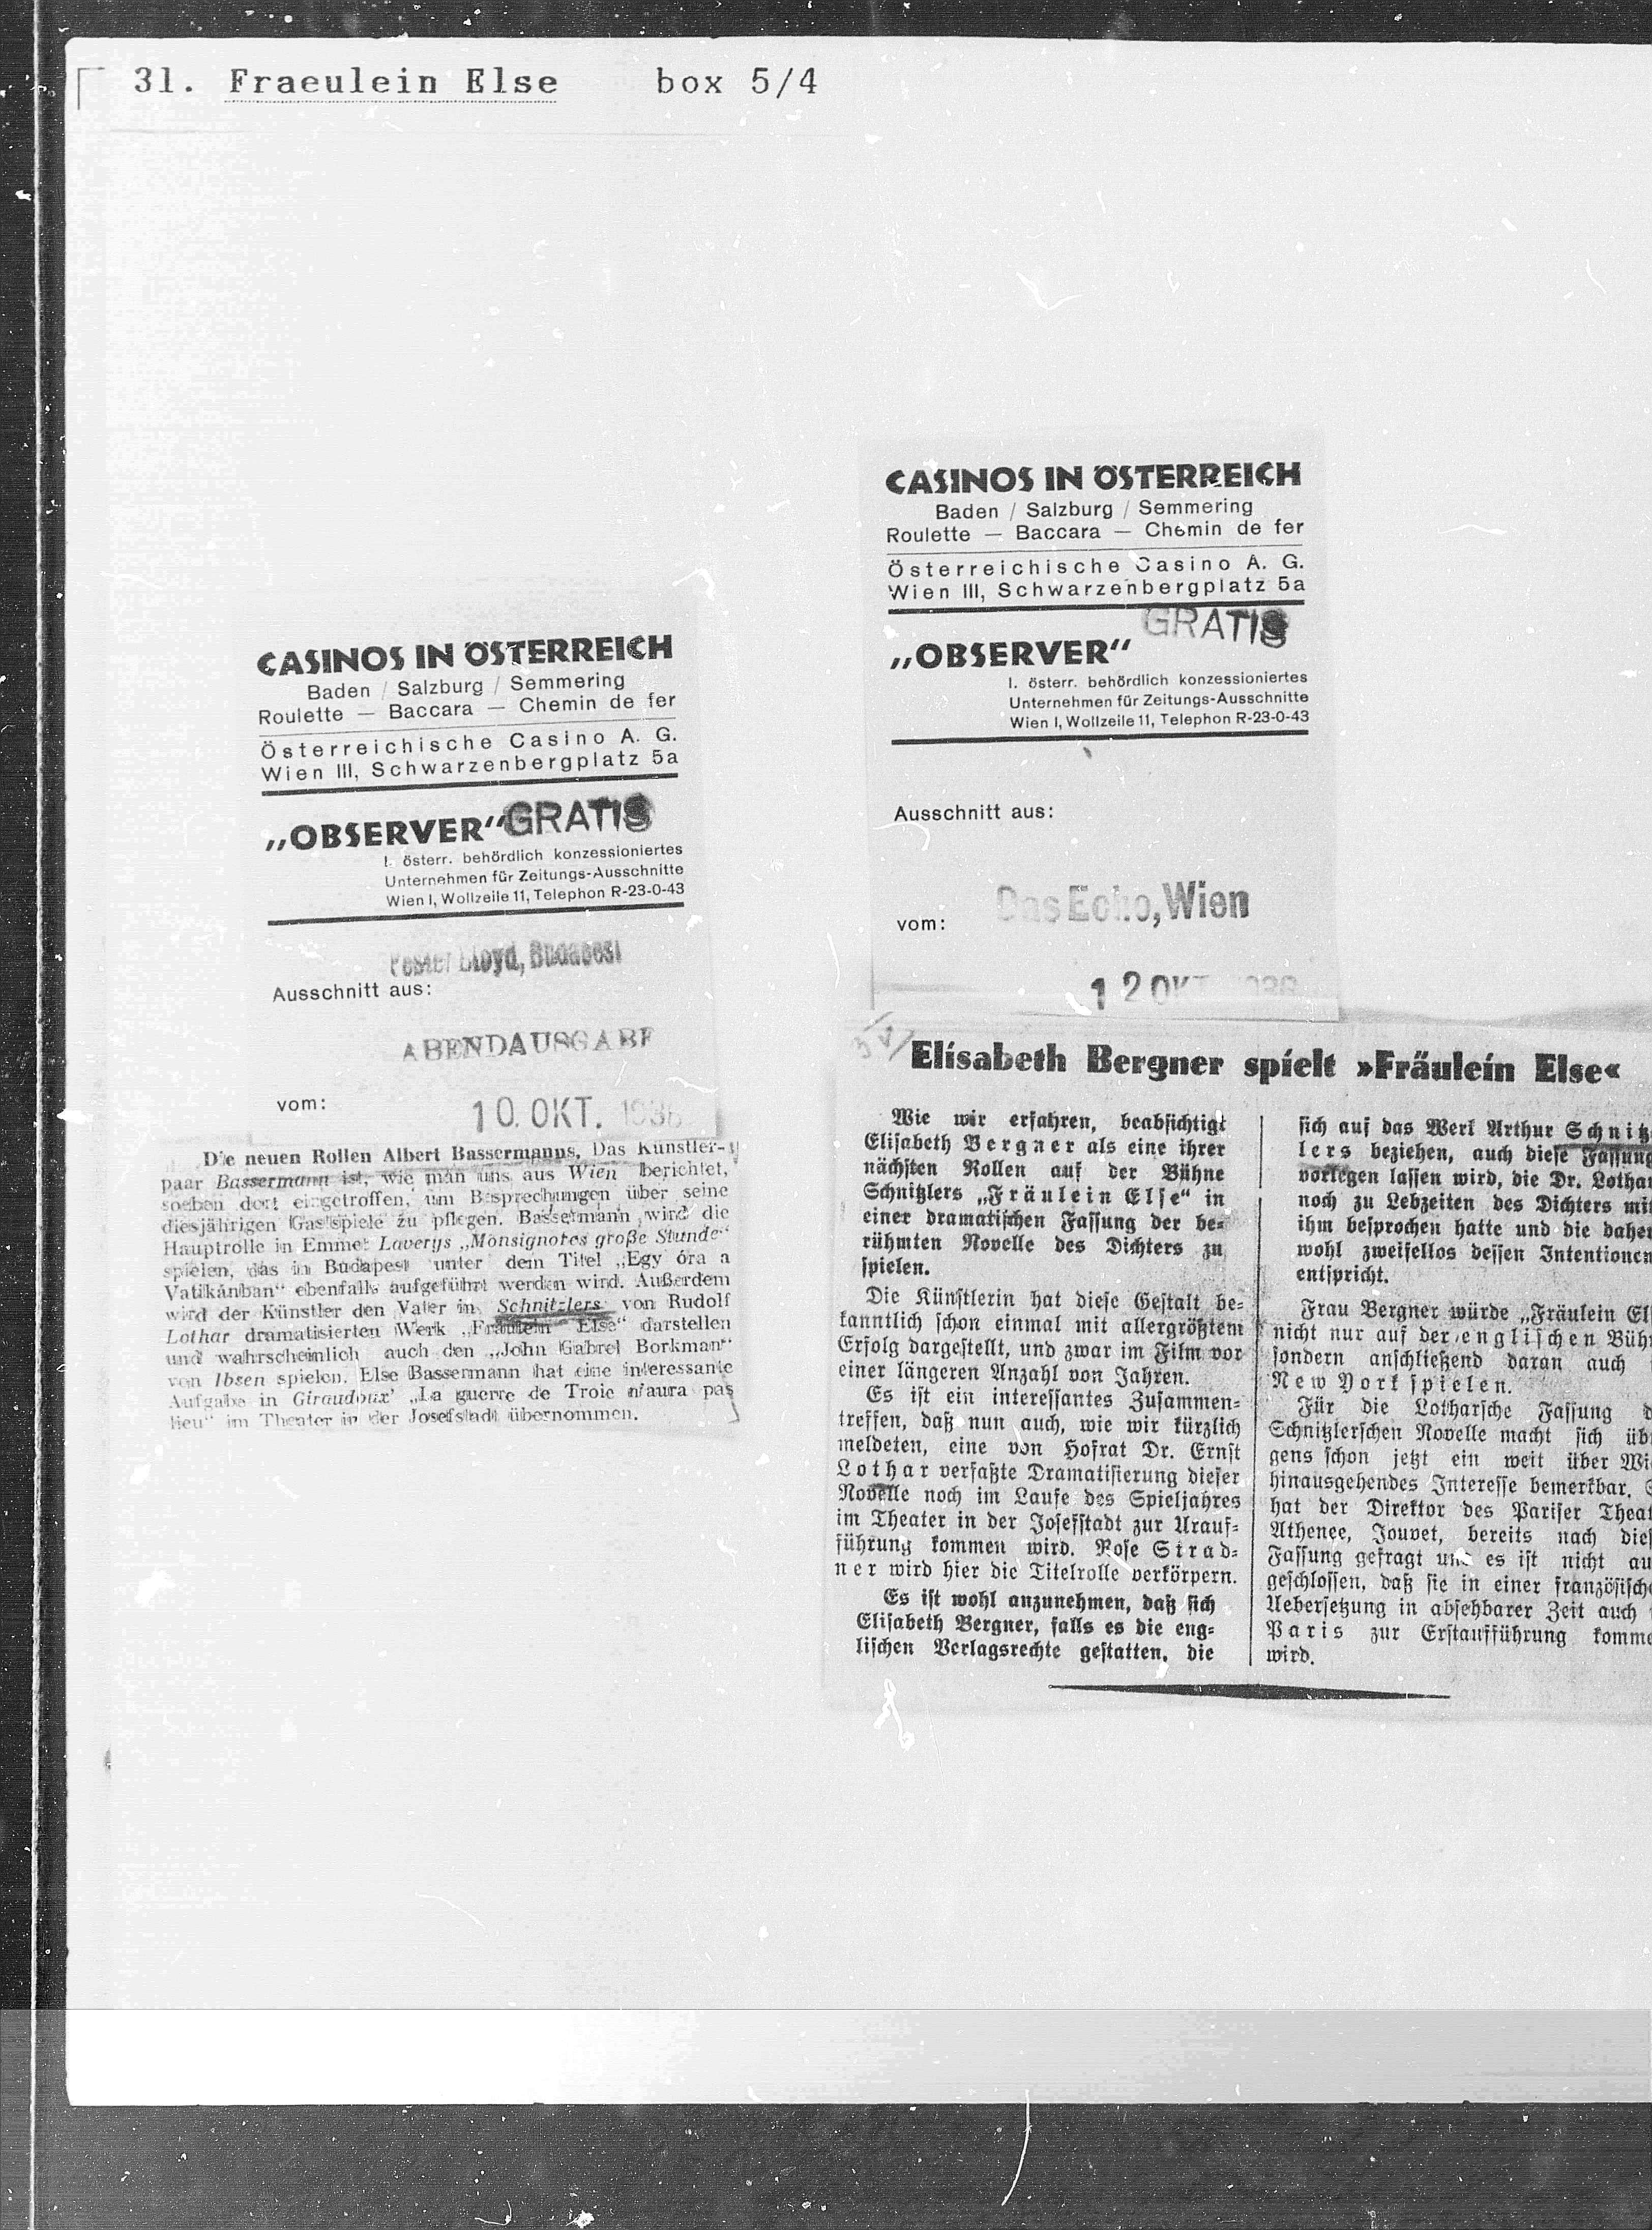 31. Fraeulein Else box 5/4
CASINOS IN ÖSTERREICH
Baden / Salzburg / Semmering
Roulette — Baccara — Chemin de fer
Österreichische Casino A. G.
Wien III, Schwarzenbergplatz 5a
„OBSERVER“ GRATIS
I. österr. behördlich konzessioniertes
Unternehmen für Zeitungs-Ausschnitte
Wien I, Wollzeile 11, Telephon R-23-0-43
Pester Lloyd, Budapest
Ausschnitt aus:
ABENDAUSGABE
vom:
10. OKT. 1936
Die neuen Rollen Albert Bassermanns. Das Künstler-
paar Bassermann ist, wie man uns aus Wien berichtet,
soeben dort eingetroffen, um Besprechungen über seine
diesjährigen Gastspiele zu pflegen. Bassermann wird die
Hauptrolle in Emmet Laverys „Monsignores große Stunde“
spielen, das in Budapest unter dem Titel „Egy óra a
Vatikánban“ ebenfalls aufgeführt werden wird. Außerdem
wird der Künstler den Vater in Schnitzlers von Rudolf
Lothar dramatisierten Werk „Fräulein Else“ darstellen
und wahrscheinlich auch den „John Gabriel Borkman“
von Ibsen spielen. Else Bassermann hat eine interessante
Aufgabe in Giraudoux' „La guerre de Troie n'aura pas
lieu“ im Theater in der Josefstadt übernommen.
CASINOS IN ÖSTERREICH
Baden / Salzburg / Semmering
Roulette — Baccara — Chemin de fer
Österreichische Casino A. G.
Wien III, Schwarzenbergplatz 5a
GRATIS
„OBSERVER“
I. österr. behördlich konzessioniertes
Unternehmen für Zeitungs-Ausschnitte
Wien I, Wollzeile 11, Telephon R-23-0-43
Ausschnitt aus:
Das Echo, Wien
vom:
12 OKT 1936
Elisabeth Bergner spielt »Fräulein Else«
Wie wir erfahren, beabsichtigt
Elisabeth Bergner als eine ihrer
nächsten Rollen auf der Bühne
Schnitzlers „Fräulein Else“ in
einer dramatischen Fassung der be-
rühmten Novelle des Dichters zu
spielen.
Die Künstlerin hat diese Gestalt be-
kanntlich schon einmal mit allergrößtem
Erfolg dargestellt, und zwar im Film vor
einer längeren Anzahl von Jahren.
Es ist ein interessantes Zusammen-
treffen, daß nun auch, wie wir kürzlich
meldeten, eine von Hofrat Dr. Ernst
Lothar verfaßte Dramatisierung dieser
Novelle noch im Laufe des Spieljahres
im Theater in der Josefstadt zur Urauf-
führung kommen wird. Rose Strad-
ner wird hier die Titelrolle verkörpern.
Es ist wohl anzunehmen, daß sich
Elisabeth Bergner, falls es die eng-
lischen Verlagsrechte gestatten, die
sich auf das Werk Arthur Schnitz
lers beziehen, auch diese Fassung
vorlegen lassen wird, die Dr. Lothar
noch zu Lebzeiten des Dichters mit
ihm besprochen hatte und die daher
wohl zweifellos dessen Intentionen
entspricht.
Frau Bergner würde „Fräulein El
nicht nur auf der englischen Büh
sondern anschließend daran auch
New York spielen.
Für die Lotharsche Fassung d
Schnitzlerschen Novelle macht sich üb
gens schon jetzt ein weit über Wi
hinausgehendes Interesse bemerkbar. S
hat der Direktor des Pariser Theat
Athenee, Jouvet, bereits nach dies
Fassung gefragt und es ist nicht au
geschlossen, daß sie in einer französisch
Uebersetzung in absehbarer Zeit auch
Paris zur Erstaufführung komme
wird.